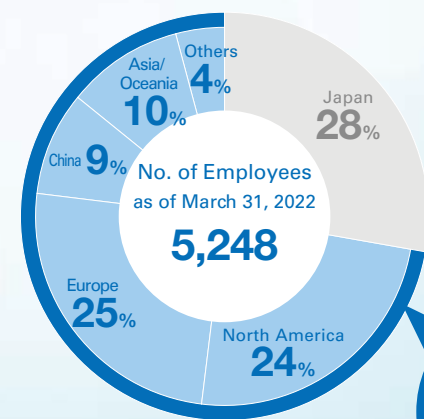 Others
4%
Asia/
Oceania
10%
Japan
28%
China 9%
No. of Employees
as of March 31, 2022
5,248
Europe
25%
North America
24%